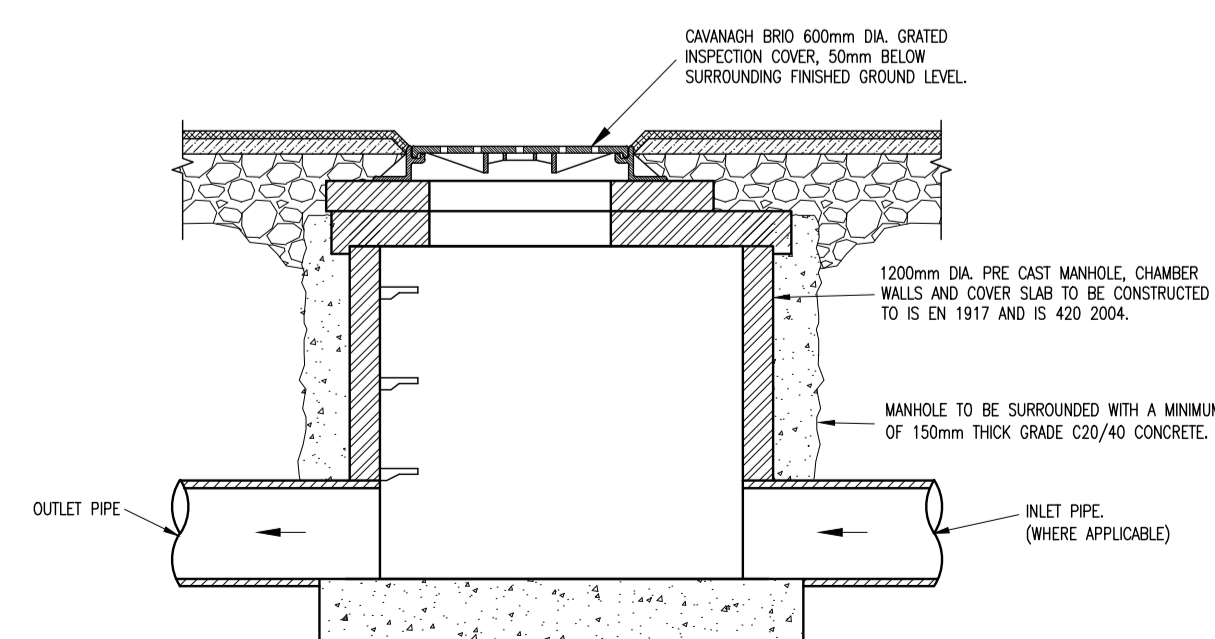 CAVANAGH BRIO 600mm DIA. GRATED
INSPECTION COVER, 50mm BELOW
SURROUNDING FINISHED GROUND LEVEL.
1200mm DIA. PRE CAST MANHOLE, CHAMBER
WALLS AND COVER SLAB TO BE CONSTRUCTED
TO IS EN 1917 AND IS 420 2004.
MANHOLE TO BE SURROUNDED WITH A MINIMUM
OF 150mm THICK GRADE C20/40 CONCRETE.
OUTLET PIPE
INLET PIPE.
(WHERE APPLICABLE)